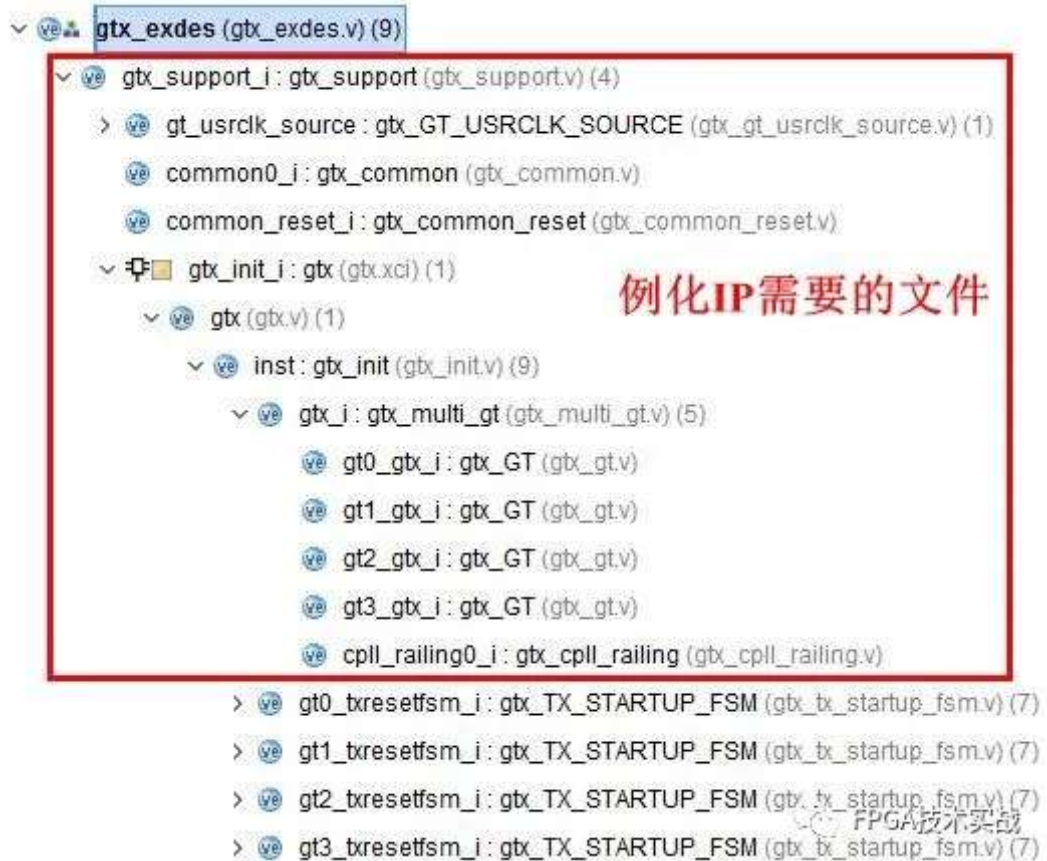 gtx_exdes (gtx_exdes.v) (9)
gtx_support_i : gtx_support (gtx_support.v) (4)
gt_usrclk_source : gtx_GT_USRCLK_SOURCE (gtx_gt_usrclk_source.v) (1)
common0_i : gtx_common (gtx_common.v)
common_reset_i : gtx_common_reset (gtx_common_reset.v)
gtx_init_i : gtx (gtx.xci) (1)
例化IP需要的文件
gtx (gtx.v) (1)
inst : gtx_init (gtx_init.v) (9)
gtx_i : gtx_multi_gt (gtx_multi_gt.v) (5)
gt0_gtx_i : gtx_GT (gtx_gt.v)
gt1_gtx_i : gtx_GT (gtx_gt.v)
gt2_gtx_i : gtx_GT (gtx_gt.v)
gt3_gtx_i : gtx_GT (gtx_gt.v)
cpll_railing0_i : gtx_cpll_railing (gtx_cpll_railing.v)
gt0_txresetfsm_i : gtx_TX_STARTUP_FSM (gtx_tx_startup_fsm.v) (7)
gt1_txresetfsm_i : gtx_TX_STARTUP_FSM (gtx_tx_startup_fsm.v) (7)
gt2_txresetfsm_i : gtx_TX_STARTUP_FSM (gtx_tx_startup_fsm.v) (7)
FPGA技术实战
gt3_txresetfsm_i : gtx_TX_STARTUP_FSM (gtx_tx_startup_fsm.v) (7)